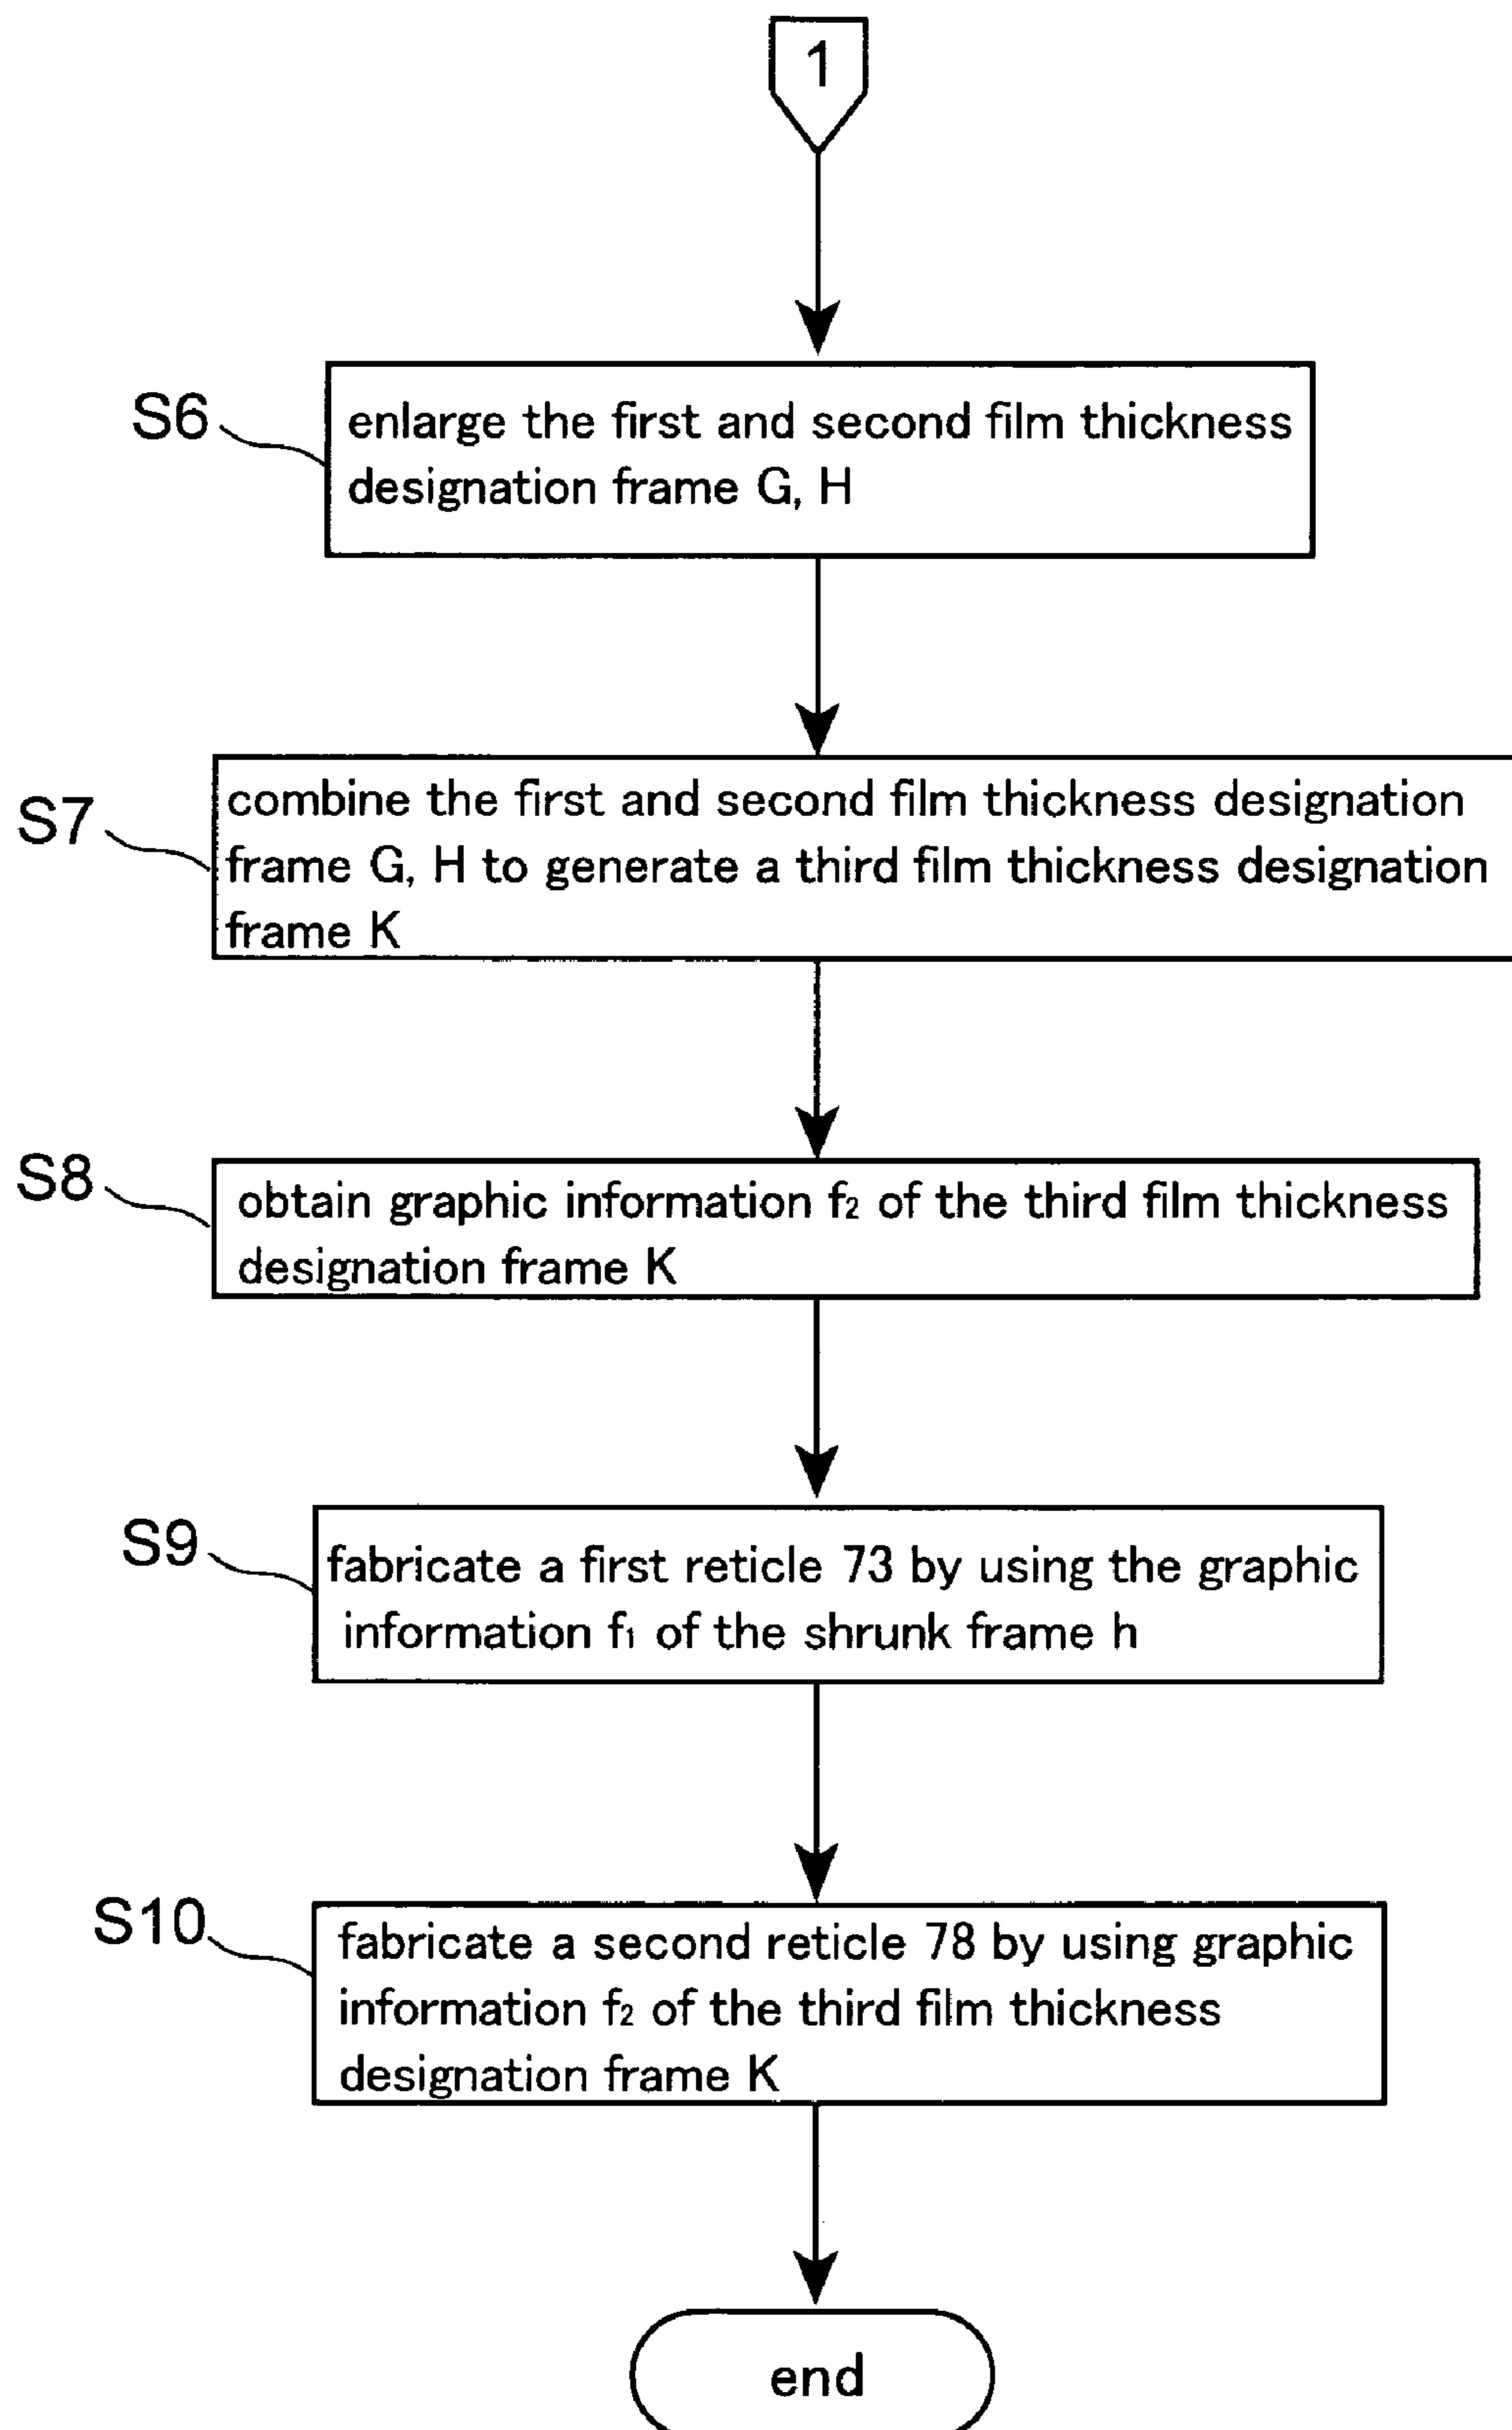 1
S6
enlarge the first and second film thickness
designation frame G, H
S7
combine the first and second film thickness designation
frame G, H to generate a third film thickness designation
frame K
S8
obtain graphic information f₂ of the third film thickness
designation frame K
S9
fabricate a first reticle 73 by using the graphic
information f₁ of the shrunk frame h
S10
fabricate a second reticle 78 by using graphic
information f₂ of the third film thickness
designation frame K
end